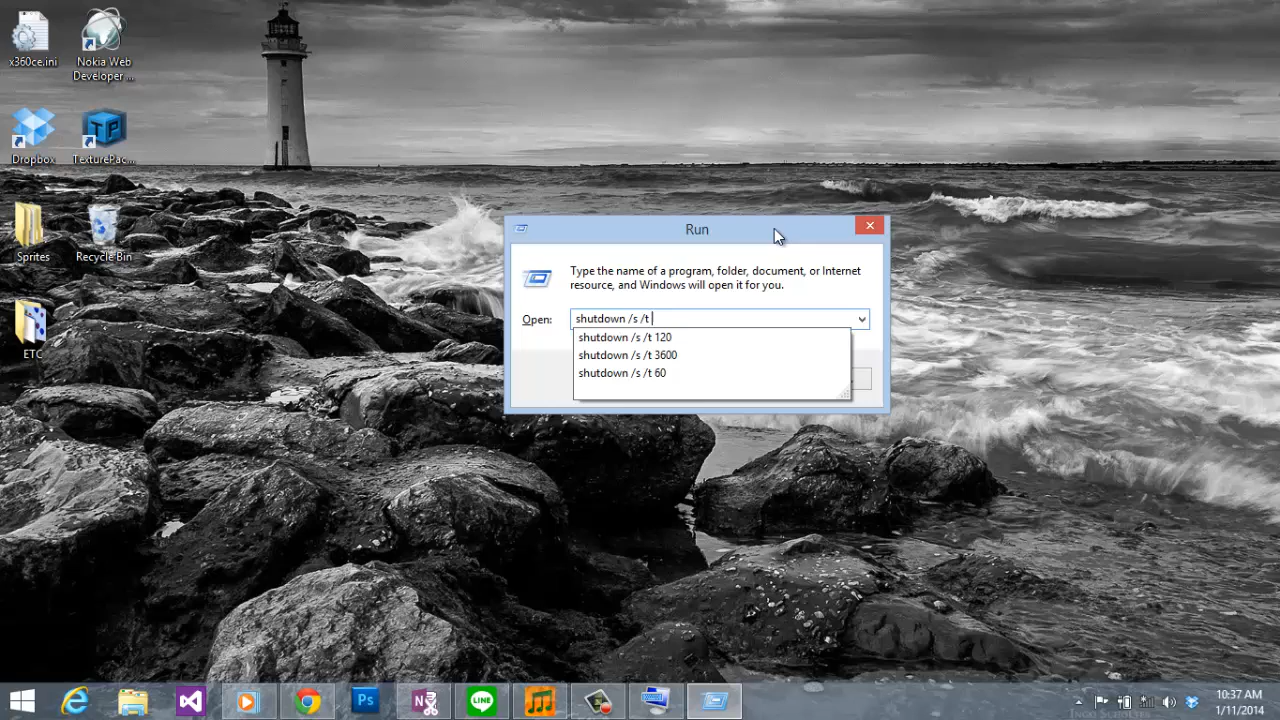 x360ce.ini
Nokia Web
Developer ...
Dropbox
TexturePac...
Sprites
Recycle Bin
ETC
Run
Type the name of a program, folder, document, or Internet
resource, and Windows will open it for you.
Open:
shutdown /s /t
shutdown /s /t 120
shutdown /s /t 3600
shutdown /s /t 60
Ps
N
LINE
10:37 AM
1/11/2014